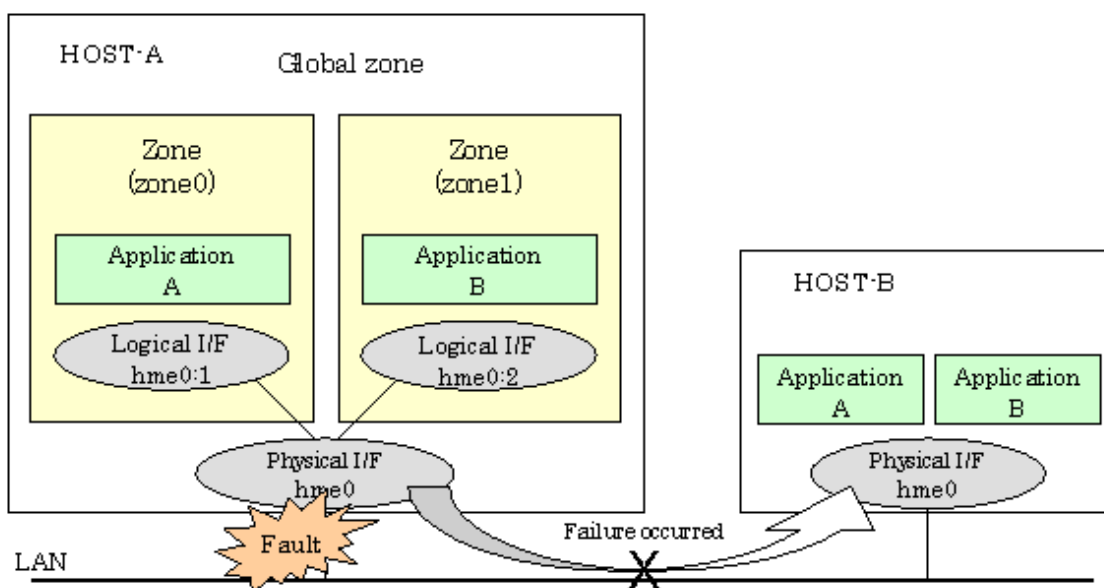 HOST-A
Global zone
Zone
(zone0)
Application
A
Logical I/F
hme0:1
Zone
(zone1)
Application
B
Logical I/F
hme0:2
Physical I/F
hme0
Fault
HOST-B
Application
A
Application
B
Physical I/F
hme0
Failure occurred
LAN